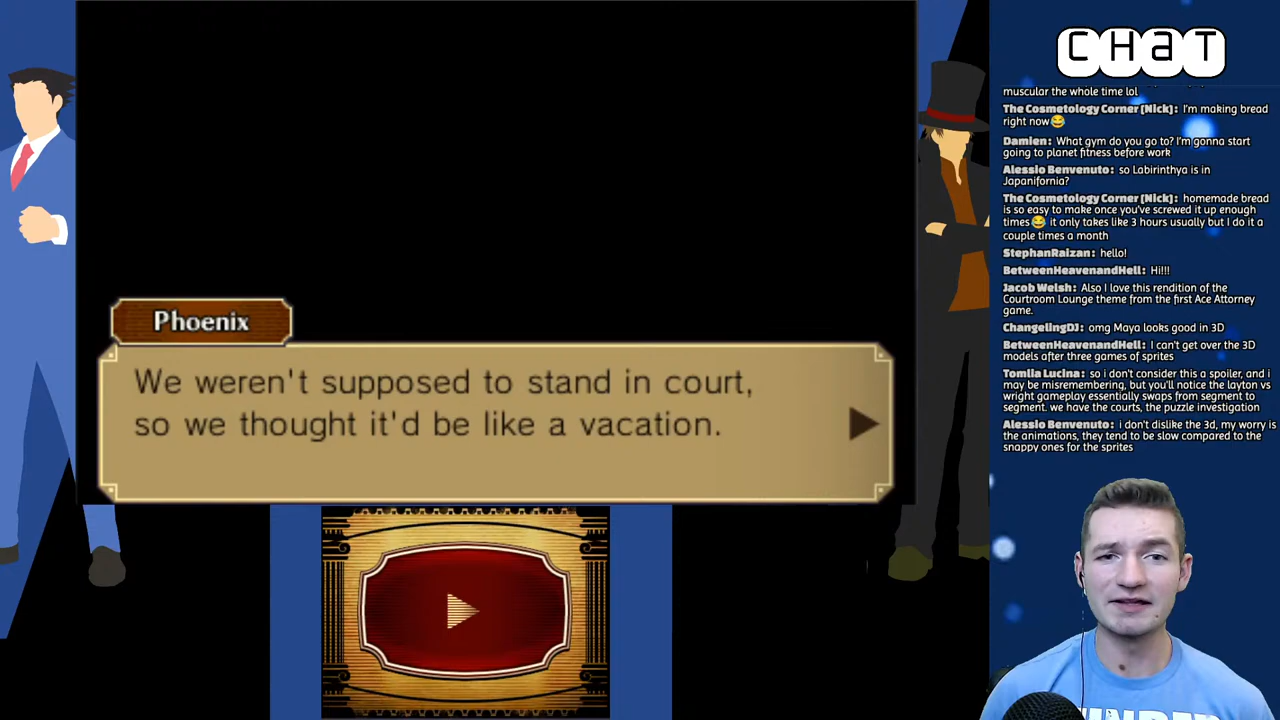 Phoenix
We weren't supposed to stand in court,
so we thought it'd be like a vacation.
CHaT
muscular the whole time lol
The Cosmetology Corner [Nick]: I'm making bread
right now😂
Damien: What gym do you go to? I'm gonna start
going to planet fitness before work
Alessio Benvenuto: so Labirinthya is in
Japanifornia?
The Cosmetology Corner [Nick]: homemade bread
is so easy to make once you've screwed it up enough
times😂 it only takes like 3 hours usually but I do it a
couple times a month
StephanRaizan: hello!
BetweenHeavenandHell: Hi!!!
Jacob Welsh: Also I love this rendition of the
Courtroom Lounge theme from the first Ace Attorney
game.
ChangelingDJ: omg Maya looks good in 3D
BetweenHeavenandHell: I can't get over the 3D
models after three games of sprites
Tomlia Lucina: so i don't consider this a spoiler, and i
may be misremembering, but you'll notice the layton vs
wright gameplay essentially swaps from segment to
segment. we have the courts, the puzzle investigation
Alessio Benvenuto: i don't dislike the 3d, my worry is
the animations, they tend to be slow compared to the
snappy ones for the sprites